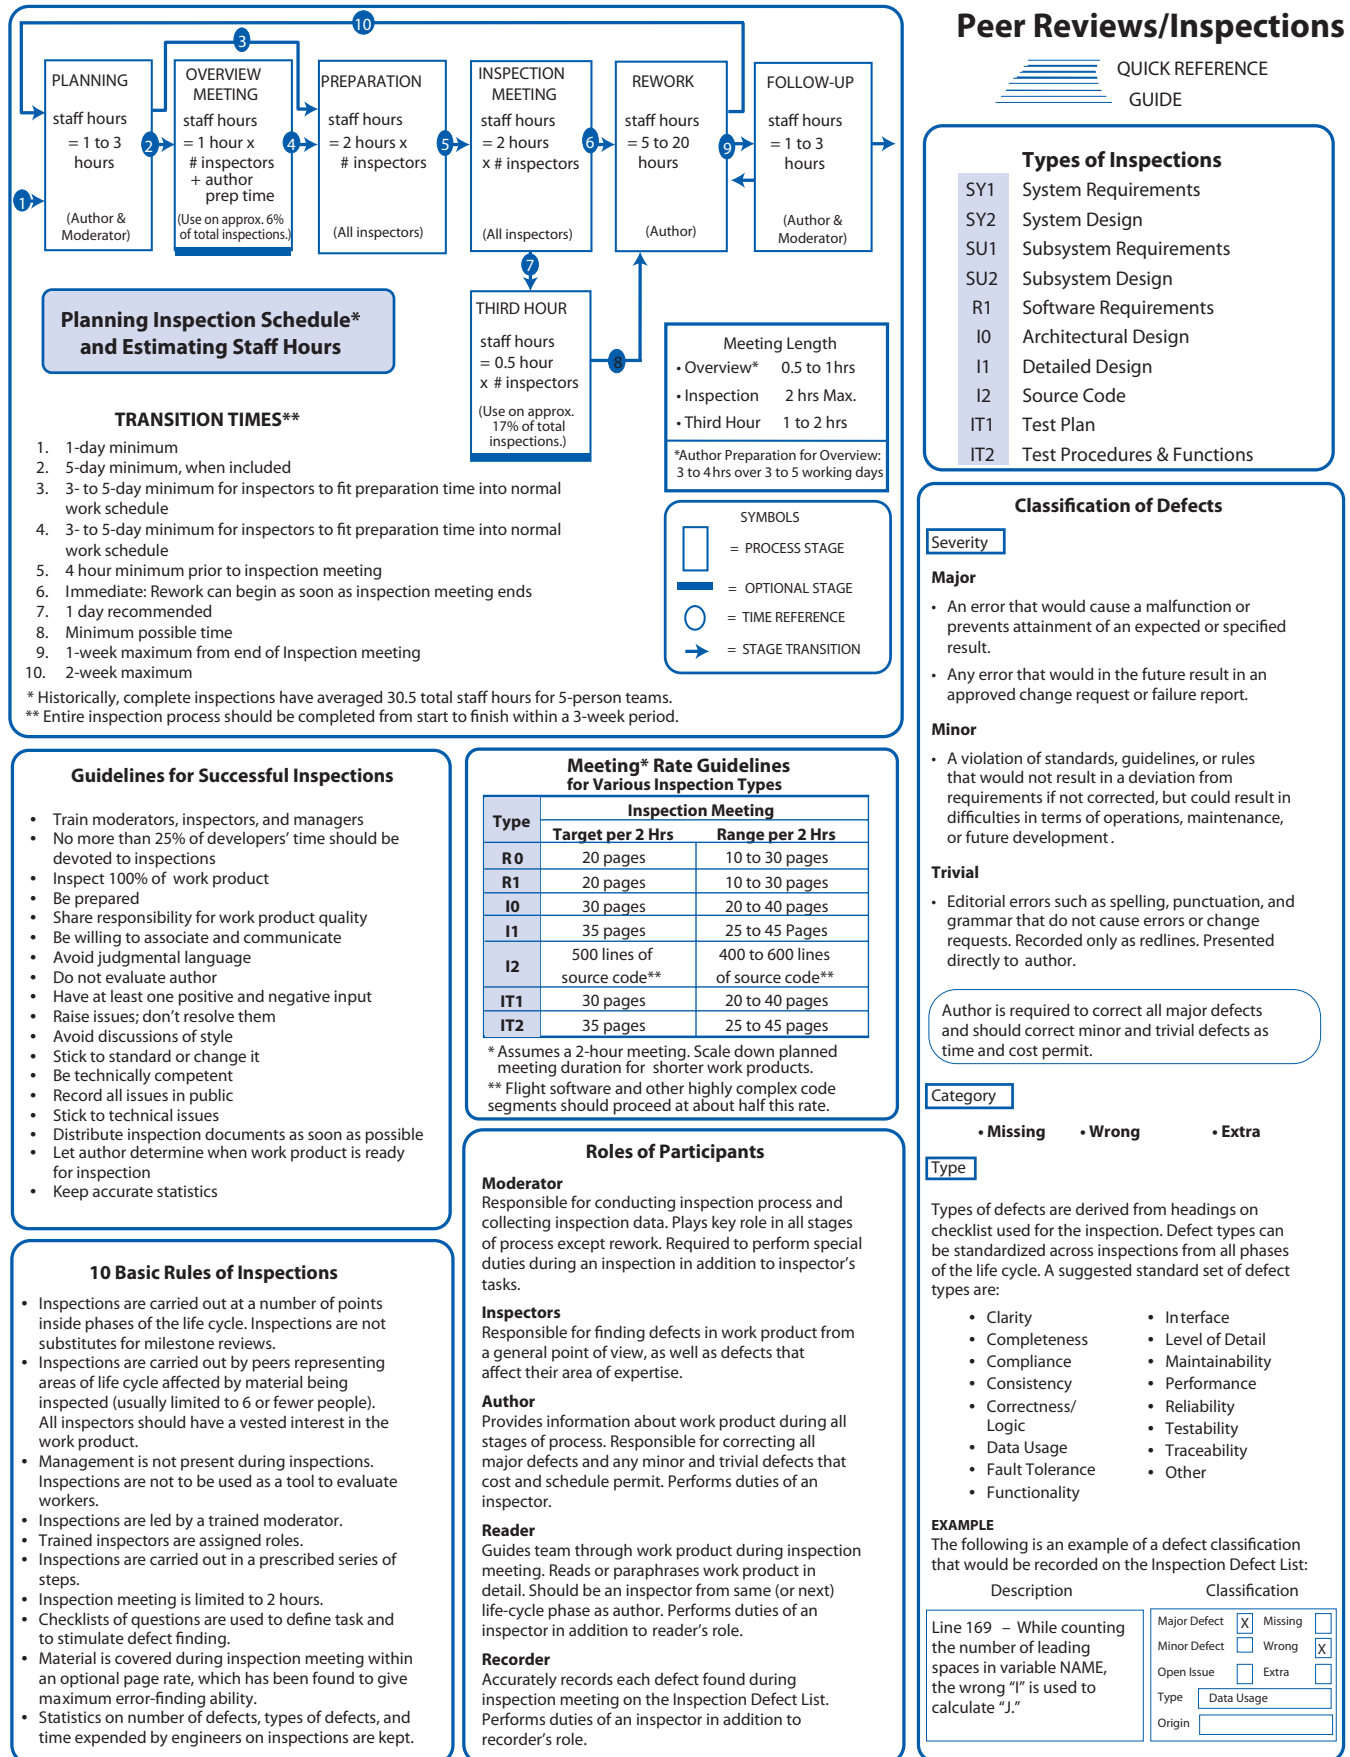 Peer Reviews/Inspections
QUICK REFERENCE
GUIDE
10
3
PLANNING
staff hours
= 1 to 3
hours
(Author &
Moderator)
1
2
OVERVIEW
MEETING
staff hours
= 1 hour x
# inspectors
+ author
prep time
(Use on approx. 6%
of total inspections.)
4
PREPARATION
staff hours
= 2 hours x
# inspectors
(All inspectors)
5
INSPECTION
MEETING
staff hours
= 2 hours
x # inspectors
(All inspectors)
6
REWORK
staff hours
= 5 to 20
hours
(Author)
9
FOLLOW-UP
staff hours
= 1 to 3
hours
(Author &
Moderator)
7
THIRD HOUR
staff hours
= 0.5 hour
x # inspectors
(Use on approx.
17% of total
inspections.)
8
Planning Inspection Schedule*
and Estimating Staff Hours
Meeting Length
• Overview* 0.5 to 1hrs
• Inspection 2 hrs Max.
• Third Hour 1 to 2 hrs
*Author Preparation for Overview:
3 to 4 hrs over 3 to 5 working days
SYMBOLS
= PROCESS STAGE
= OPTIONAL STAGE
= TIME REFERENCE
= STAGE TRANSITION
TRANSITION TIMES**
1. 1-day minimum
2. 5-day minimum, when included
3. 3- to 5-day minimum for inspectors to fit preparation time into normal
work schedule
4. 3- to 5-day minimum for inspectors to fit preparation time into normal
work schedule
5. 4 hour minimum prior to inspection meeting
6. Immediate: Rework can begin as soon as inspection meeting ends
7. 1 day recommended
8. Minimum possible time
9. 1-week maximum from end of Inspection meeting
10. 2-week maximum
* Historically, complete inspections have averaged 30.5 total staff hours for 5-person teams.
** Entire inspection process should be completed from start to finish within a 3-week period.
Guidelines for Successful Inspections
• Train moderators, inspectors, and managers
• No more than 25% of developers' time should be
devoted to inspections
• Inspect 100% of work product
• Be prepared
• Share responsibility for work product quality
• Be willing to associate and communicate
• Avoid judgmental language
• Do not evaluate author
• Have at least one positive and negative input
• Raise issues; don't resolve them
• Avoid discussions of style
• Stick to standard or change it
• Be technically competent
• Record all issues in public
• Stick to technical issues
• Distribute inspection documents as soon as possible
• Let author determine when work product is ready
for inspection
• Keep accurate statistics
10 Basic Rules of Inspections
• Inspections are carried out at a number of points
inside phases of the life cycle. Inspections are not
substitutes for milestone reviews.
• Inspections are carried out by peers representing
areas of life cycle affected by material being
inspected (usually limited to 6 or fewer people).
All inspectors should have a vested interest in the
work product.
• Management is not present during inspections.
Inspections are not to be used as a tool to evaluate
workers.
• Inspections are led by a trained moderator.
• Trained inspectors are assigned roles.
• Inspections are carried out in a prescribed series of
steps.
• Inspection meeting is limited to 2 hours.
• Checklists of questions are used to define task and
to stimulate defect finding.
• Material is covered during inspection meeting within
an optional page rate, which has been found to give
maximum error-finding ability.
• Statistics on number of defects, types of defects, and
time expended by engineers on inspections are kept.
Meeting* Rate Guidelines
for Various Inspection Types
Type Inspection Meeting
Target per 2 Hrs Range per 2 Hrs
R0 20 pages 10 to 30 pages
R1 20 pages 10 to 30 pages
I0 30 pages 20 to 40 pages
I1 35 pages 25 to 45 Pages
I2 500 lines of source code** 400 to 600 lines of source code**
IT1 30 pages 20 to 40 pages
IT2 35 pages 25 to 45 pages
* Assumes a 2-hour meeting. Scale down planned
meeting duration for shorter work products.
** Flight software and other highly complex code
segments should proceed at about half this rate.
Roles of Participants
Moderator
Responsible for conducting inspection process and
collecting inspection data. Plays key role in all stages
of process except rework. Required to perform special
duties during an inspection in addition to inspector's
tasks.
Inspectors
Responsible for finding defects in work product from
a general point of view, as well as defects that
affect their area of expertise.
Author
Provides information about work product during all
stages of process. Responsible for correcting all
major defects and any minor and trivial defects that
cost and schedule permit. Performs duties of an
inspector.
Reader
Guides team through work product during inspection
meeting. Reads or paraphrases work product in
detail. Should be an inspector from same (or next)
life-cycle phase as author. Performs duties of an
inspector in addition to reader's role.
Recorder
Accurately records each defect found during
inspection meeting on the Inspection Defect List.
Performs duties of an inspector in addition to
recorder's role.
Types of Inspections
SY1 System Requirements
SY2 System Design
SU1 Subsystem Requirements
SU2 Subsystem Design
R1 Software Requirements
I0 Architectural Design
I1 Detailed Design
I2 Source Code
IT1 Test Plan
IT2 Test Procedures & Functions
Classification of Defects
Severity
Major
• An error that would cause a malfunction or
prevents attainment of an expected or specified
result.
• Any error that would in the future result in an
approved change request or failure report.
Minor
• A violation of standards, guidelines, or rules
that would not result in a deviation from
requirements if not corrected, but could result in
difficulties in terms of operations, maintenance,
or future development.
Trivial
• Editorial errors such as spelling, punctuation, and
grammar that do not cause errors or change
requests. Recorded only as redlines. Presented
directly to author.
Author is required to correct all major defects
and should correct minor and trivial defects as
time and cost permit.
Category
• Missing • Wrong • Extra
Type
Types of defects are derived from headings on
checklist used for the inspection. Defect types can
be standardized across inspections from all phases
of the life cycle. A suggested standard set of defect
types are:
• Clarity
• Completeness
• Compliance
• Consistency
• Correctness/
Logic
• Data Usage
• Fault Tolerance
• Functionality
• Interface
• Level of Detail
• Maintainability
• Performance
• Reliability
• Testability
• Traceability
• Other
EXAMPLE
The following is an example of a defect classification
that would be recorded on the Inspection Defect List:
Description
Line 169 – While counting
the number of leading
spaces in variable NAME,
the wrong "I" is used to
calculate "J."
Classification
Major Defect X Missing
Minor Defect Wrong X
Open Issue Extra
Type Data Usage
Origin